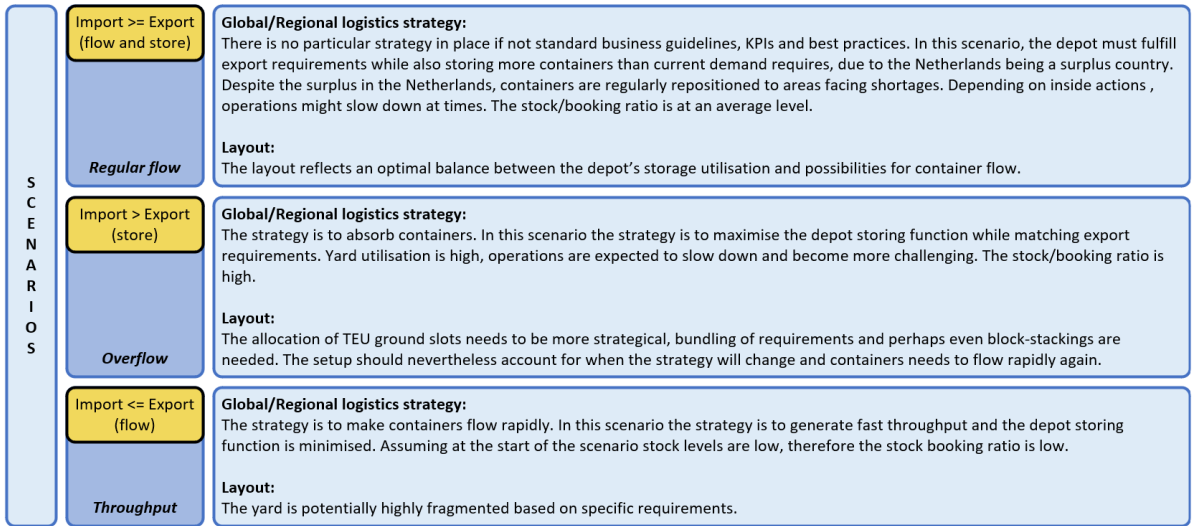 SCENARIOS
Import >= Export
(flow and store)
Regular flow
Global/Regional logistics strategy:
There is no particular strategy in place if not standard business guidelines, KPIs and best practices. In this scenario, the depot must fulfill
export requirements while also storing more containers than current demand requires, due to the Netherlands being a surplus country.
Despite the surplus in the Netherlands, containers are regularly repositioned to areas facing shortages. Depending on inside actions ,
operations might slow down at times. The stock/booking ratio is at an average level.
Layout:
The layout reflects an optimal balance between the depot's storage utilisation and possibilities for container flow.
Import > Export
(store)
Overflow
Global/Regional logistics strategy:
The strategy is to absorb containers. In this scenario the strategy is to maximise the depot storing function while matching export
requirements. Yard utilisation is high, operations are expected to slow down and become more challenging. The stock/booking ratio is
high.
Layout:
The allocation of TEU ground slots needs to be more strategical, bundling of requirements and perhaps even block-stackings are
needed. The setup should nevertheless account for when the strategy will change and containers needs to flow rapidly again.
Import <= Export
(flow)
Throughput
Global/Regional logistics strategy:
The strategy is to make containers flow rapidly. In this scenario the strategy is to generate fast throughput and the depot storing
function is minimised. Assuming at the start of the scenario stock levels are low, therefore the stock booking ratio is low.
Layout:
The yard is potentially highly fragmented based on specific requirements.